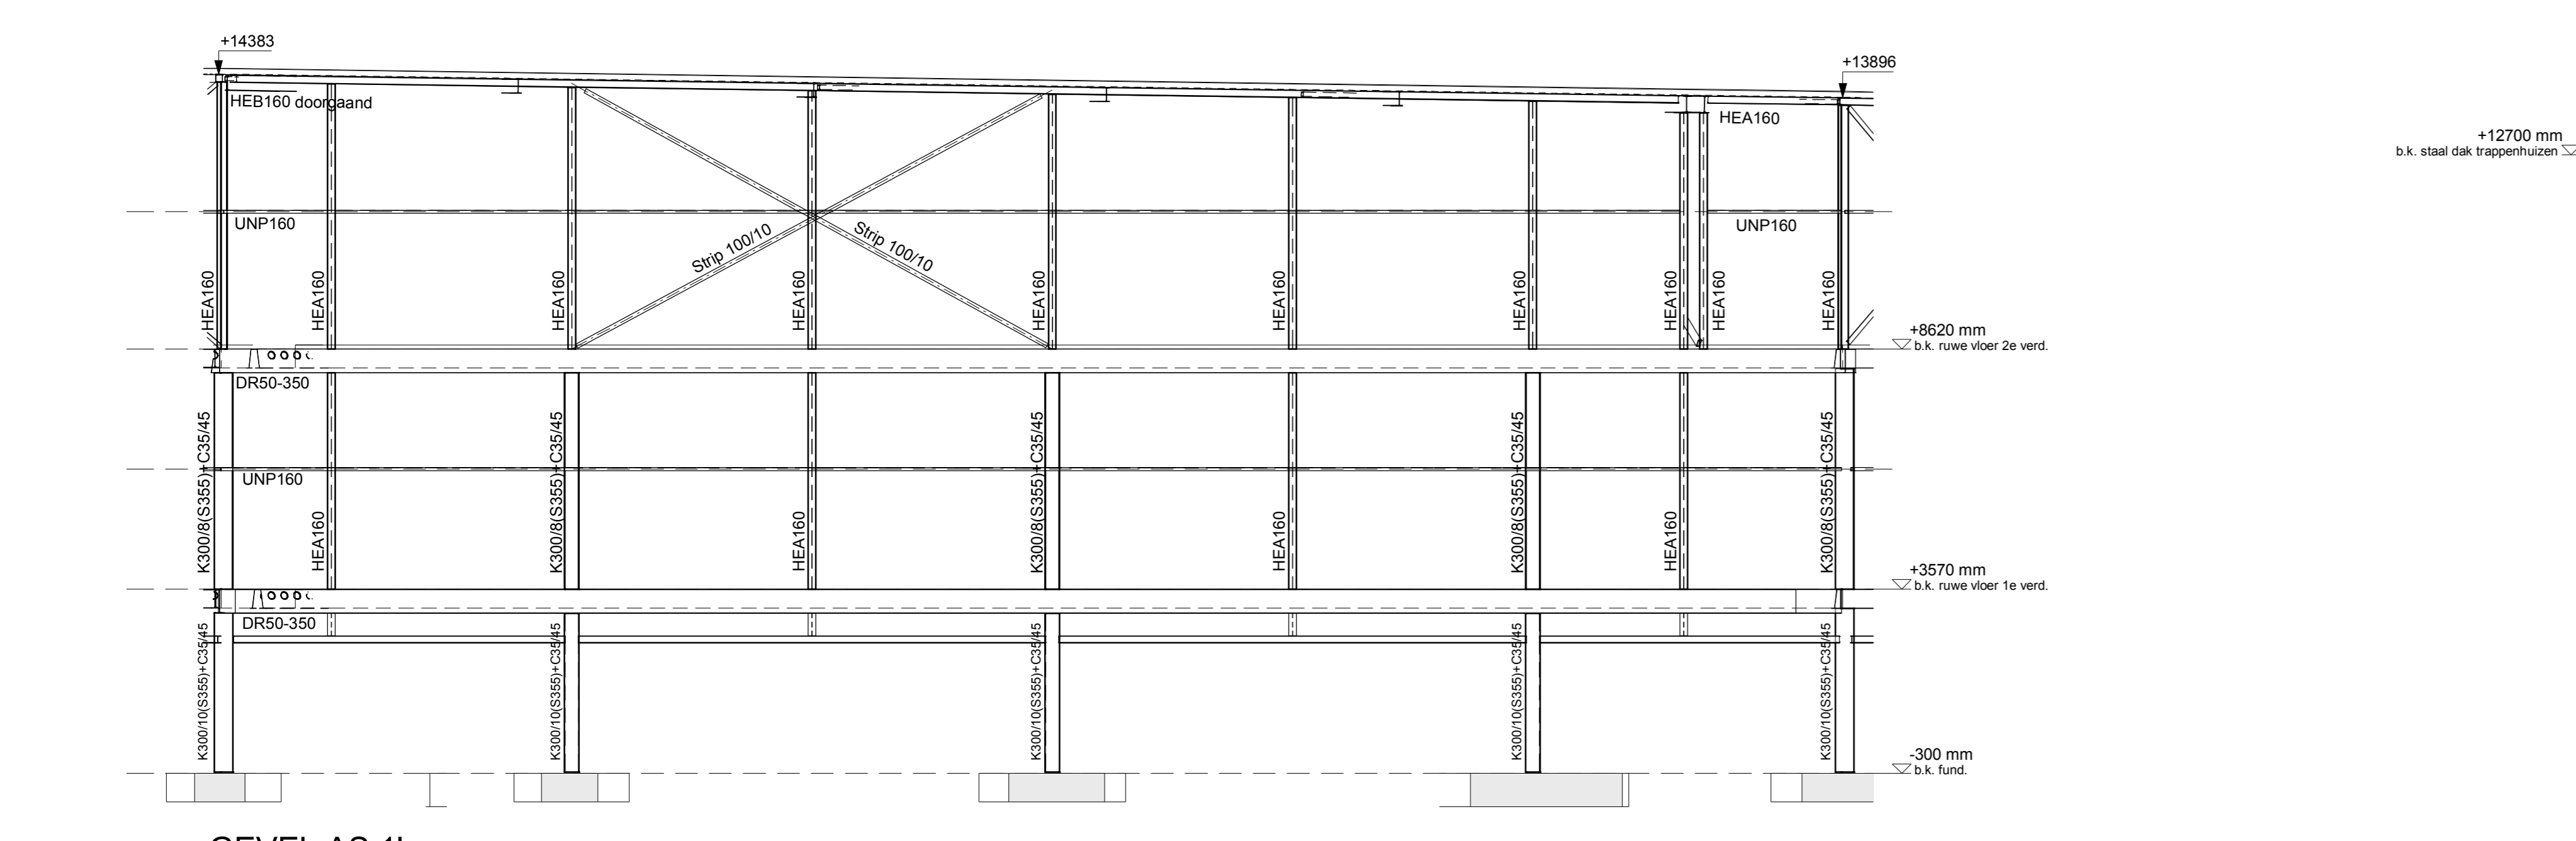 +14383
+13896
HEB160 doorgaand
HEA160
+12700 mm
b.k. staal dak trappenhuizen
UNP160
Strip 100/10
Strip 100/10
UNP160
HEA160
HEA160
HEA160
HEA160
HEA160
HEA160
HEA160
HEA160
HEA160
HEA160
+8620 mm
b.k. ruwe vloer 2e verd.
DR50-350
K300/8(S355)+C35/45
K300/8(S355)+C35/45
K300/8(S355)+C35/45
K300/8(S355)+C35/45
K300/8(S355)+C35/45
UNP160
HEA160
HEA160
HEA160
HEA160
+3570 mm
b.k. ruwe vloer 1e verd.
DR50-350
K300/10(S355)+C35/45
K300/10(S355)+C35/45
K300/10(S355)+C35/45
K300/10(S355)+C35/45
K300/10(S355)+C35/45
-300 mm
b.k. fund.
GEVEL AS